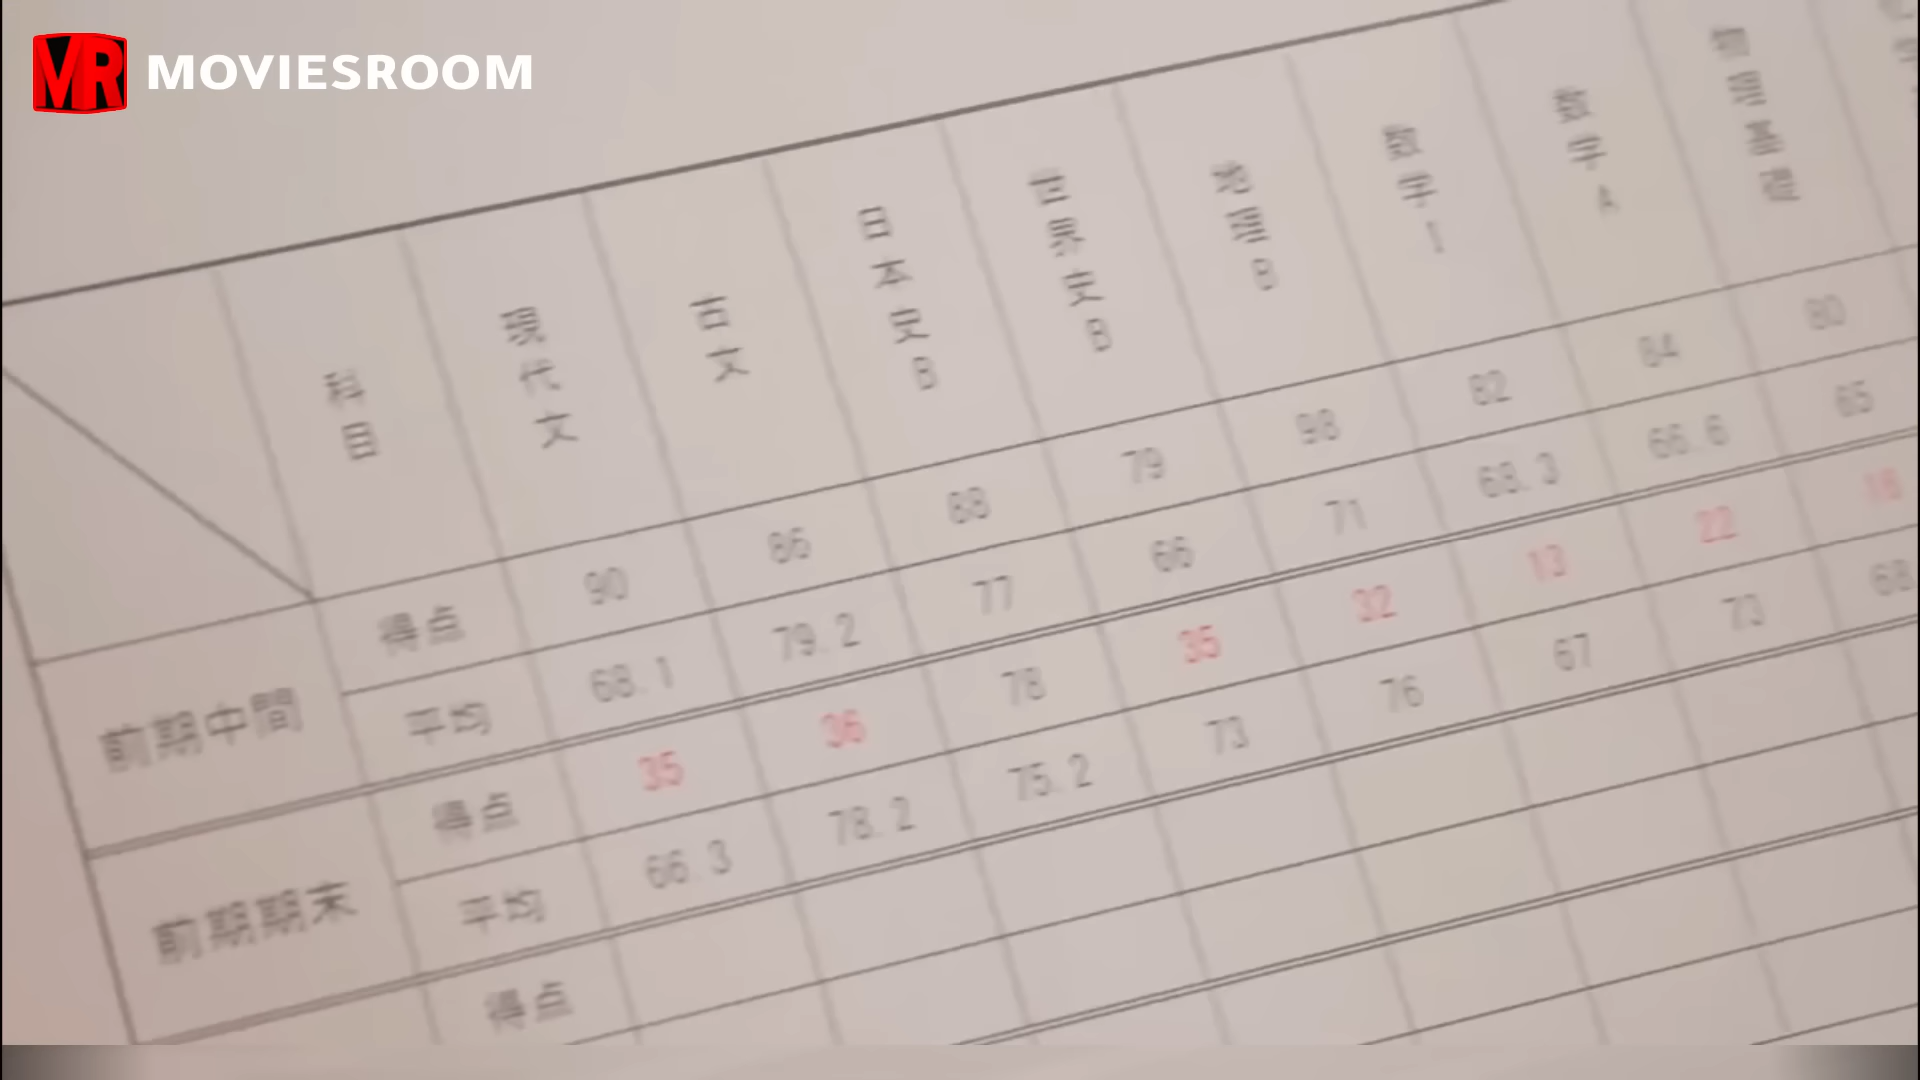 MOVIESROOM
科目 現代文 古文 日本史B 世界史B 地理B 数学I 数学A 物理基礎
前期中間 得点 90 86 88 79 98 82 84 80
平均 68.1 79.2 77 66 71 68.3 66.6 65
前期期末 得点 35 36 78 35 32 13 22 18
平均 66.3 78.2 75.2 73 76 67 73 68
得点